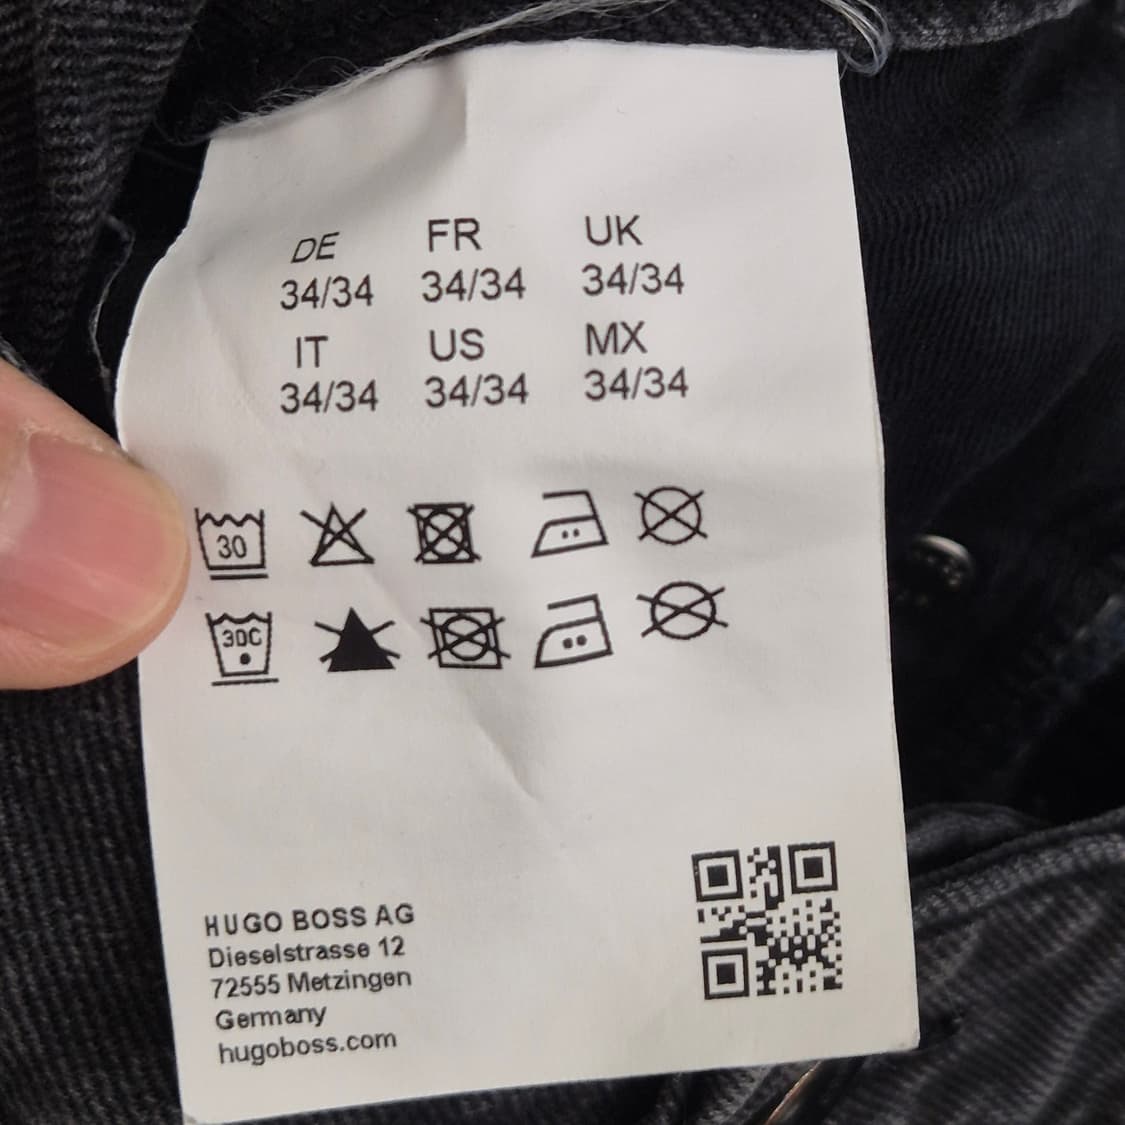 DE FR UK
34/34 34/34 34/34
IT US MX
34/34 34/34 34/34
30
30C
HUGO BOSS AG
Dieselstrasse 12
72555 Metzingen
Germany
hugoboss.com